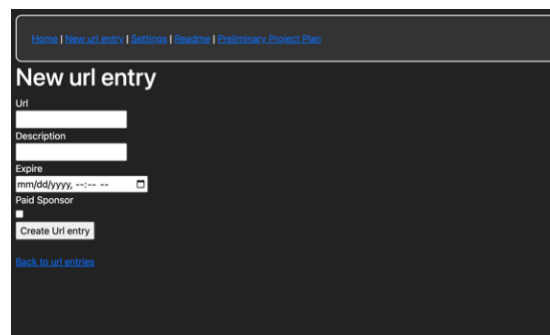 Home | New url entry | Settings | Readme | Preliminary Project Plan
New url entry
Url
Description
Expire
mm/dd/yyyy, --:-- --
Paid Sponsor
Create Url entry
Back to url entries